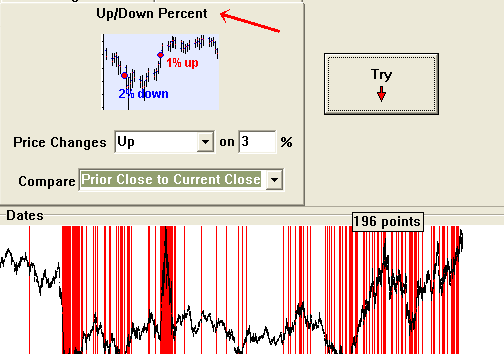 Up/Down Percent
1% up
2% down
Try
Price Changes Up on 3 %
Compare Prior Close to Current Close
Dates
196 points